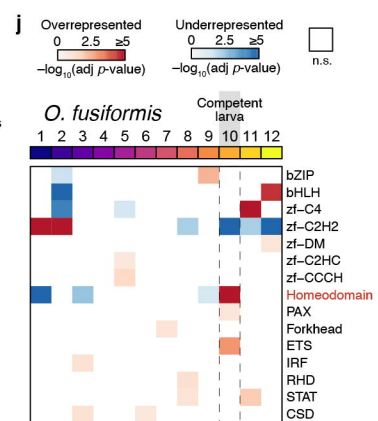 j
Overrepresented
0 2.5 ≥5
–log10(adj p-value)
Underrepresented
0 2.5 ≥5
–log10(adj p-value)
n.s.
O. fusiformis
Competent
larva
1 2 3 4 5 6 7 8 9 10 11 12
bZIP
bHLH
zf-C4
zf-C2H2
zf-DM
zf-C2HC
zf-CCCH
Homeodomain
PAX
Forkhead
ETS
IRF
RHD
STAT
CSD